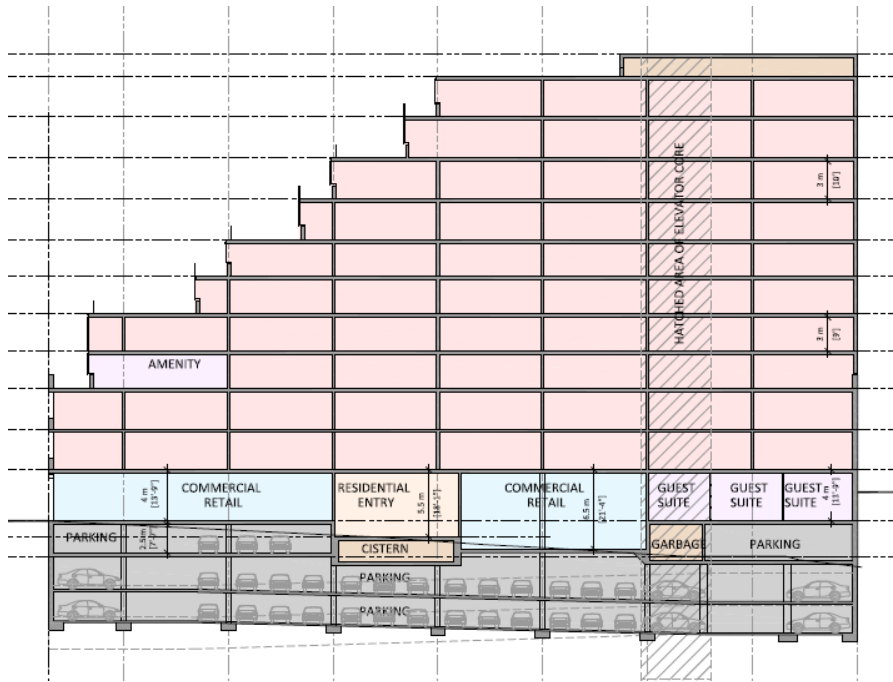 HATCHED AREA OF ELEVATOR CORE
3 m
[10']
3 m
[9']
AMENITY
4 m
[13'-9"]
COMMERCIAL
RETAIL
RESIDENTIAL
ENTRY
5.5 m
[18'-1"]
COMMERCIAL
RETAIL
6.5 m
[21'-4"]
GUEST
SUITE
GUEST
SUITE
GUEST
SUITE
4 m
[13'-9"]
PARKING
2.5 m
CISTERN
GARBAGE
PARKING
PARKING
PARKING